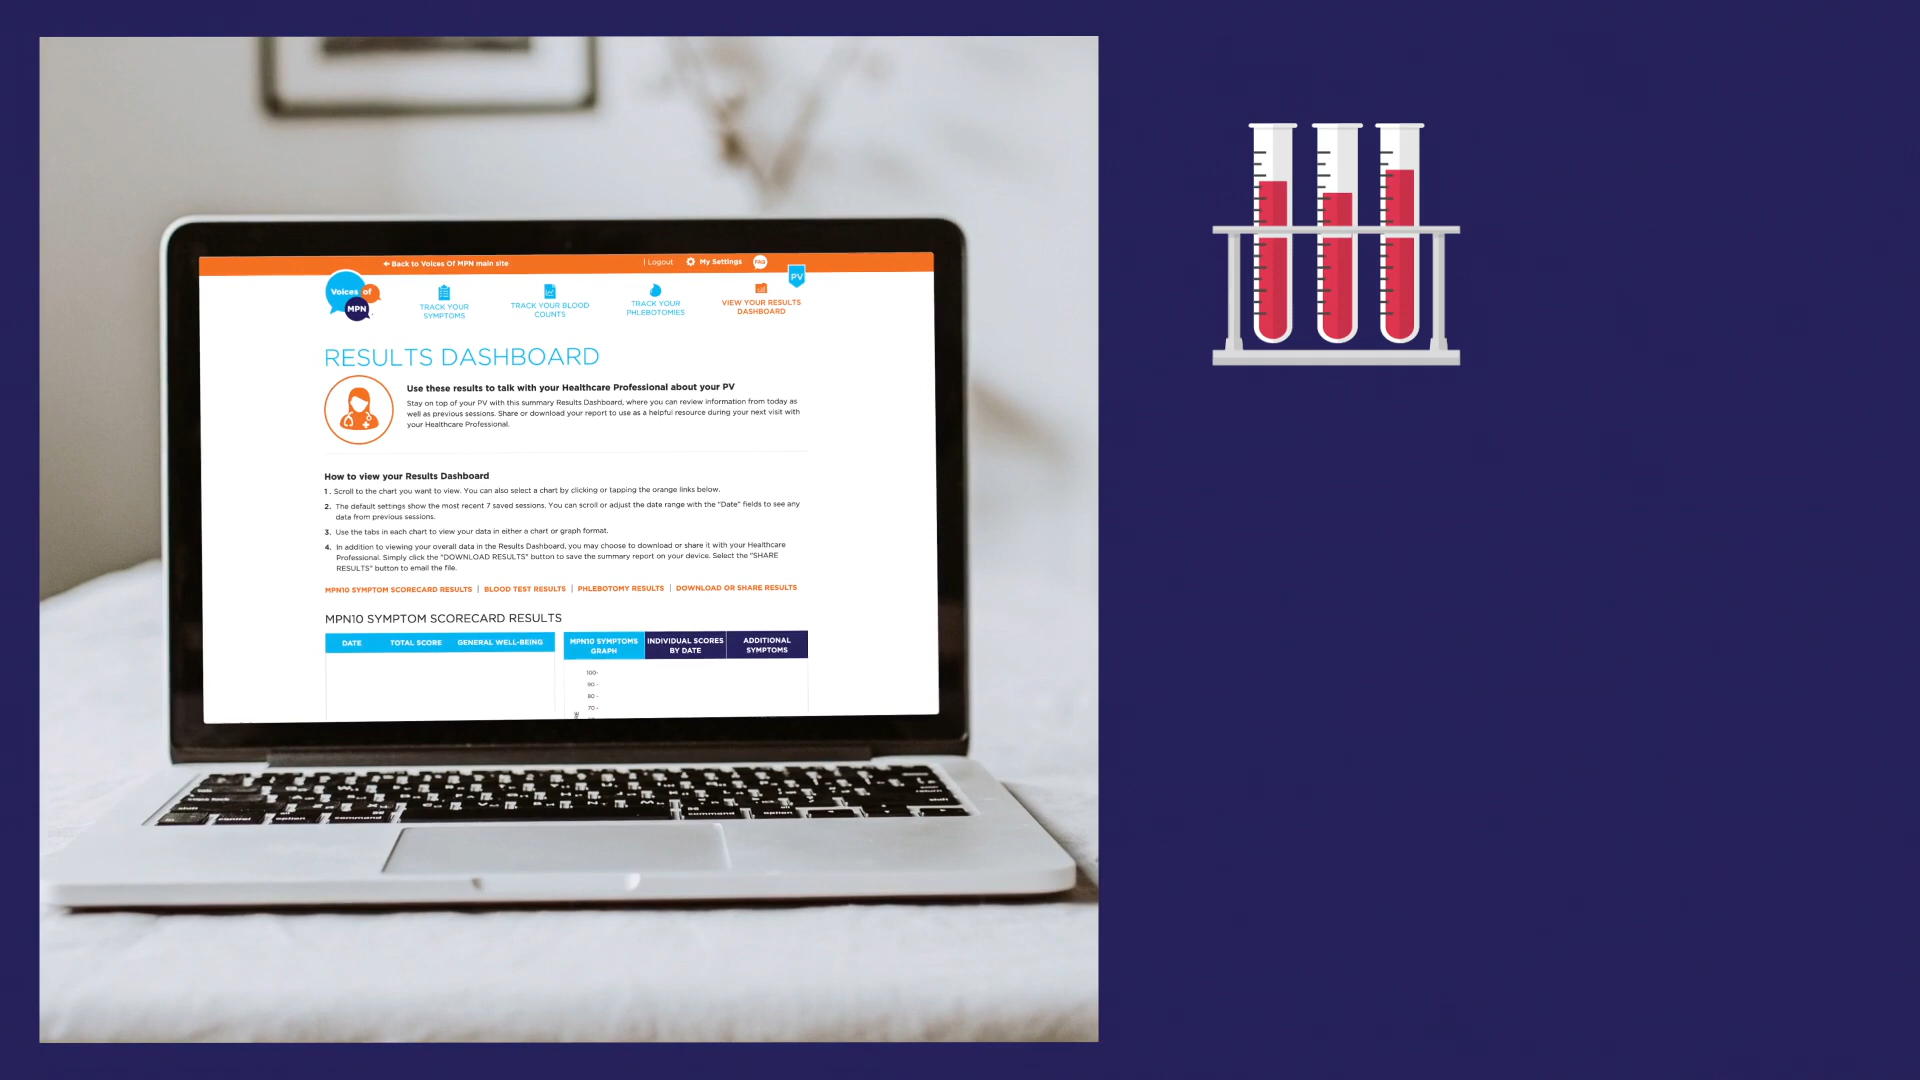 Back to Voices Of MPN main site
| Logout
My Settings
FAQ
PV
Voices of
MPN
TRACK YOUR
SYMPTOMS
TRACK YOUR BLOOD
COUNTS
TRACK YOUR
PHLEBOTOMIES
VIEW YOUR RESULTS
DASHBOARD
RESULTS DASHBOARD
Use these results to talk with your Healthcare Professional about your PV
Stay on top of your PV with this summary Results Dashboard, where you can review information from today as
well as previous sessions. Share or download your report to use as a helpful resource during your next visit with
your Healthcare Professional.
How to view your Results Dashboard
1. Scroll to the chart you want to view. You can also select a chart by clicking or tapping the orange links below.
2. The default settings show the most recent 7 saved sessions. You can scroll or adjust the date range with the "Date" fields to see any
data from previous sessions.
3. Use the tabs in each chart to view your data in either a chart or graph format.
4. In addition to viewing your overall data in the Results Dashboard, you may choose to download or share it with your Healthcare
Professional. Simply click the "DOWNLOAD RESULTS" button to save the summary report on your device. Select the "SHARE
RESULTS" button to email the file.
MPN10 SYMPTOM SCORECARD RESULTS | BLOOD TEST RESULTS | PHLEBOTOMY RESULTS | DOWNLOAD OR SHARE RESULTS
MPN10 SYMPTOM SCORECARD RESULTS
DATE TOTAL SCORE GENERAL WELL-BEING
MPN10 SYMPTOMS
GRAPH
INDIVIDUAL SCORES
BY DATE
ADDITIONAL
SYMPTOMS
100-
90 -
80 -
70 -
control option command
command option
return
shift